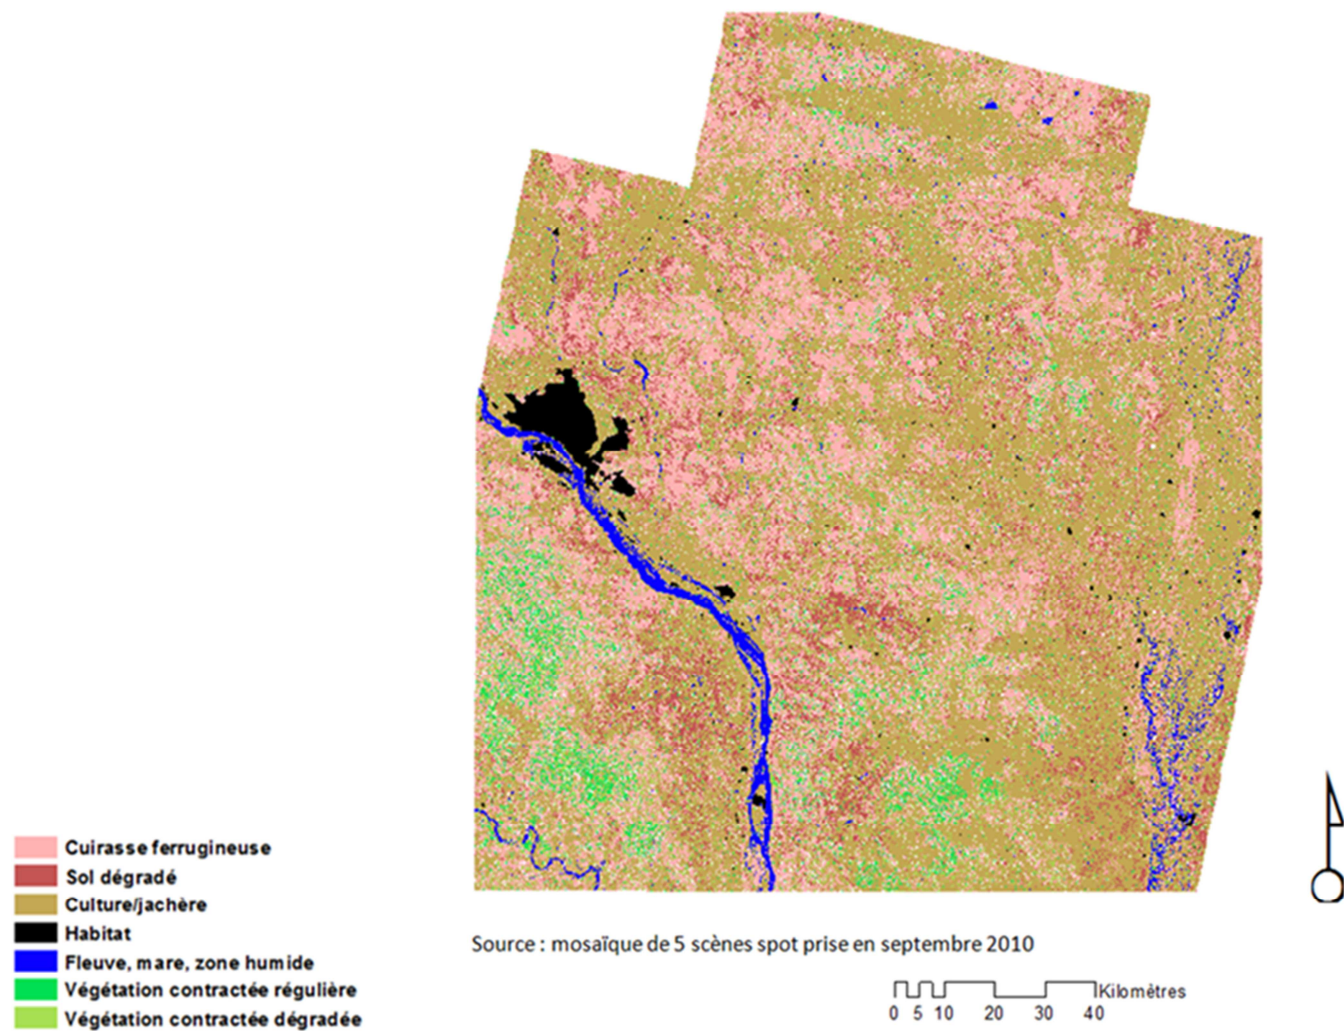 Cuirasse ferrugineuse
Sol dégradé
Culture/jachère
Habitat
Fleuve, mare, zone humide
Végétation contractée régulière
Végétation contractée dégradée
Source : mosaïque de 5 scènes spot prise en septembre 2010
Kilomètres
0 5 10 20 30 40